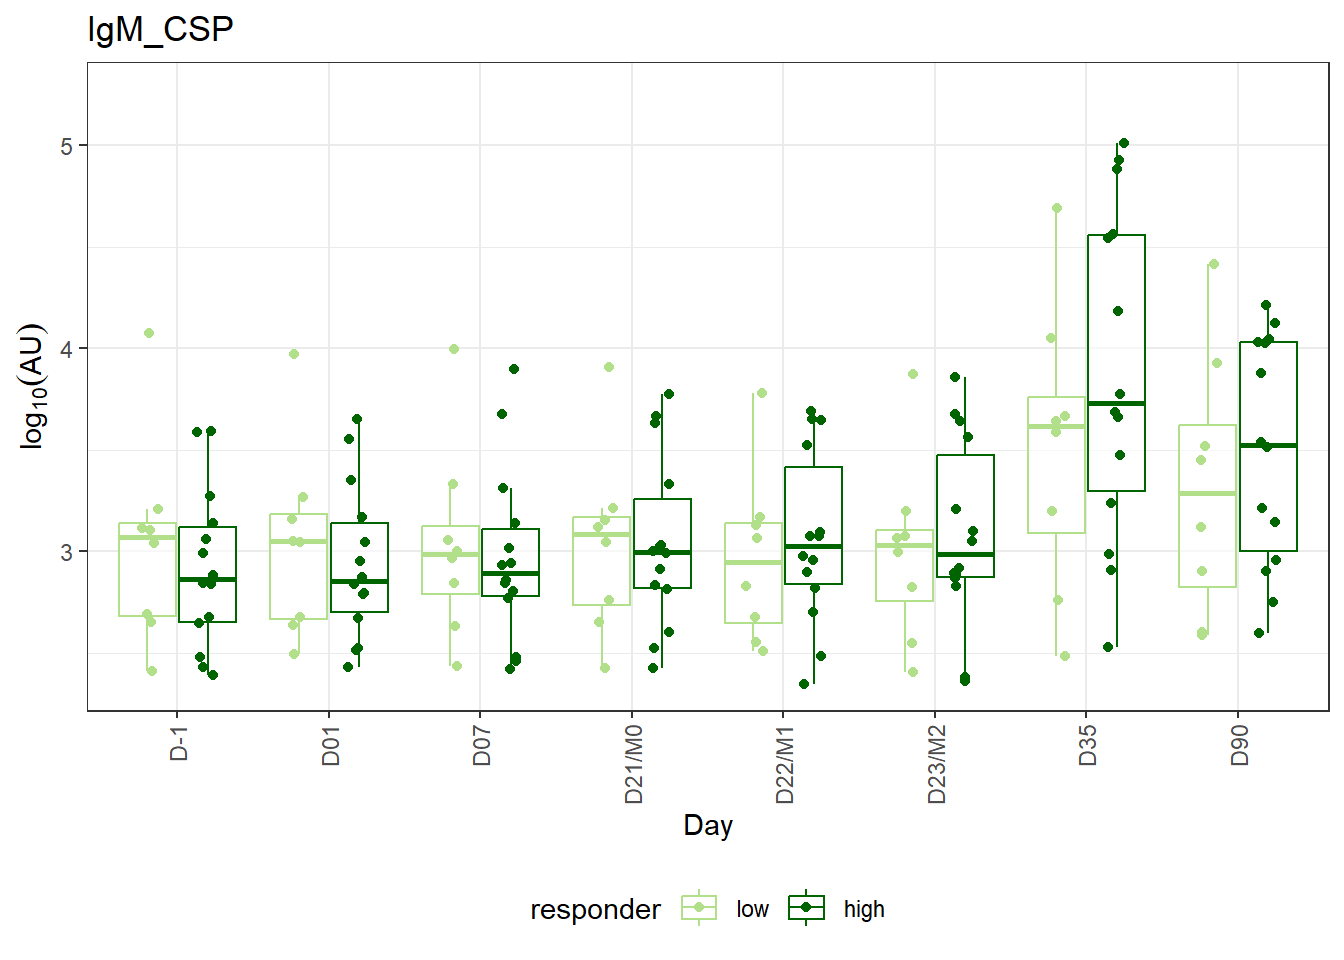 IgM_CSP
log10(AU)
5
4
3
D-1
D01
D07
D21/M0
D22/M1
D23/M2
D35
D90
Day
responder low high